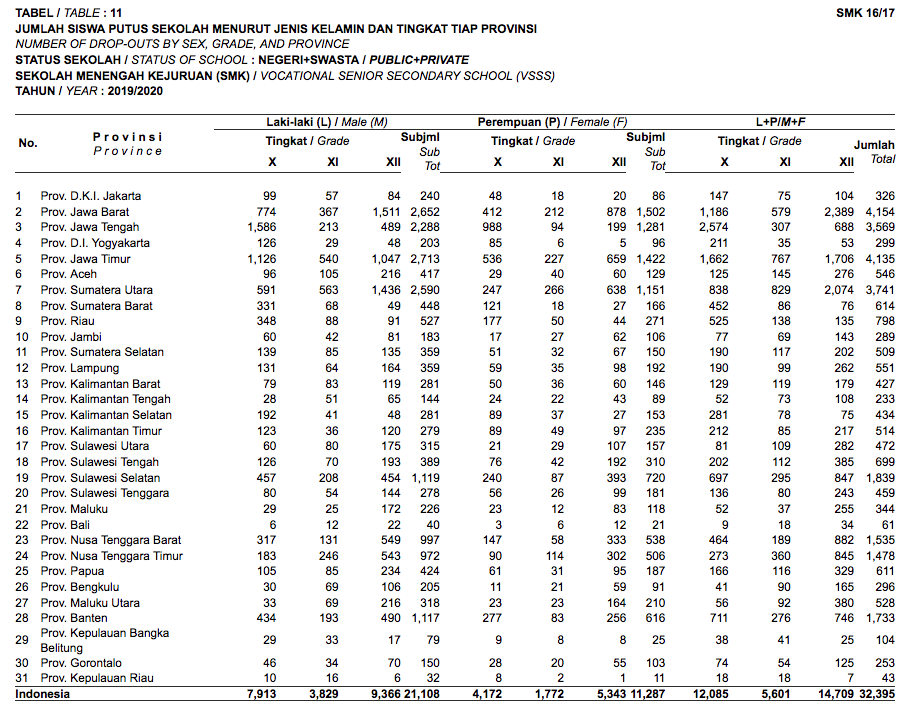 TABEL / TABLE : 11 SMK 16/17
JUMLAH SISWA PUTUS SEKOLAH MENURUT JENIS KELAMIN DAN TINGKAT TIAP PROVINSI
NUMBER OF DROP-OUTS BY SEX, GRADE, AND PROVINCE
STATUS SEKOLAH / STATUS OF SCHOOL : NEGERI+SWASTA / PUBLIC+PRIVATE
SEKOLAH MENENGAH KEJURUAN (SMK) / VOCATIONAL SENIOR SECONDARY SCHOOL (VSSS)
TAHUN / YEAR : 2019/2020
Laki-laki (L) / Male (M) Perempuan (P) / Female (F) L+P/M+F
No. Provinsi Tingkat / Grade Subjml Tingkat / Grade Subjml Tingkat / Grade Jumlah
Province Sub Sub Total
X XI XII Tot X XI XII Tot X XI XII
1 Prov. D.K.I. Jakarta 99 57 84 240 48 18 20 86 147 75 104 326
2 Prov. Jawa Barat 774 367 1,511 2,652 412 212 878 1,502 1,186 579 2,389 4,154
3 Prov. Jawa Tengah 1,586 213 489 2,288 988 94 199 1,281 2,574 307 688 3,569
4 Prov. D.I. Yogyakarta 126 29 48 203 85 6 5 96 211 35 53 299
5 Prov. Jawa Timur 1,126 540 1,047 2,713 536 227 659 1,422 1,662 767 1,706 4,135
6 Prov. Aceh 96 105 216 417 29 40 60 129 125 145 276 546
7 Prov. Sumatera Utara 591 563 1,436 2,590 247 266 638 1,151 838 829 2,074 3,741
8 Prov. Sumatera Barat 331 68 49 448 121 18 27 166 452 86 76 614
9 Prov. Riau 348 88 91 527 177 50 44 271 525 138 135 798
10 Prov. Jambi 60 42 81 183 17 27 62 106 77 69 143 289
11 Prov. Sumatera Selatan 139 85 135 359 51 32 67 150 190 117 202 509
12 Prov. Lampung 131 64 164 359 59 35 98 192 190 99 262 551
13 Prov. Kalimantan Barat 79 83 119 281 50 36 60 146 129 119 179 427
14 Prov. Kalimantan Tengah 28 51 65 144 24 22 43 89 52 73 108 233
15 Prov. Kalimantan Selatan 192 41 48 281 89 37 27 153 281 78 75 434
16 Prov. Kalimantan Timur 123 36 120 279 89 49 97 235 212 85 217 514
17 Prov. Sulawesi Utara 60 80 175 315 21 29 107 157 81 109 282 472
18 Prov. Sulawesi Tengah 126 70 193 389 76 42 192 310 202 112 385 699
19 Prov. Sulawesi Selatan 457 208 454 1,119 240 87 393 720 697 295 847 1,839
20 Prov. Sulawesi Tenggara 80 54 144 278 56 26 99 181 136 80 243 459
21 Prov. Maluku 29 25 172 226 23 12 83 118 52 37 255 344
22 Prov. Bali 6 12 22 40 3 6 12 21 9 18 34 61
23 Prov. Nusa Tenggara Barat 317 131 549 997 147 58 333 538 464 189 882 1,535
24 Prov. Nusa Tenggara Timur 183 246 543 972 90 114 302 506 273 360 845 1,478
25 Prov. Papua 105 85 234 424 61 31 95 187 166 116 329 611
26 Prov. Bengkulu 30 69 106 205 11 21 59 91 41 90 165 296
27 Prov. Maluku Utara 33 69 216 318 23 23 164 210 56 92 380 528
28 Prov. Banten 434 193 490 1,117 277 83 256 616 711 276 746 1,733
29 Prov. Kepulauan Bangka 29 33 17 79 9 8 8 25 38 41 25 104
Belitung
30 Prov. Gorontalo 46 34 70 150 28 20 55 103 74 54 125 253
31 Prov. Kepulauan Riau 10 16 6 32 8 2 1 11 18 18 7 43
Indonesia 7,913 3,829 9,366 21,108 4,172 1,772 5,343 11,287 12,085 5,601 14,709 32,395